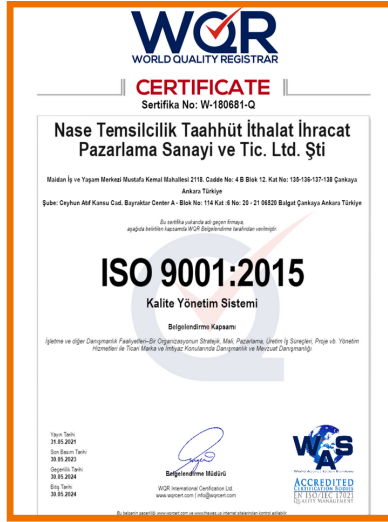 WQR
WORLD QUALITY REGISTRAR
CERTIFICATE
Sertifika No: W-180681-Q
Nase Temsilcilik Taahhüt İthalat İhracat
Pazarlama Sanayi ve Tic. Ltd. Şti
Maidan İş ve Yaşam Merkezi Mustafa Kemal Mahallesi 2118. Cadde No: 4 B Blok 12. Kat No: 135-136-137-138 Çankaya
Ankara Türkiye
Şube: Ceyhun Atıf Kansu Cad. Bayraktar Center A - Blok No: 114 Kat :6 No: 20 - 21 06520 Balgat Çankaya Ankara Türkiye
Bu sertifika yukarıda adı geçen firmaya,
aşağıda belirtilen kapsamda WQR Belgelendirme tarafından verilmiştir.
ISO 9001:2015
Kalite Yönetim Sistemi
Belgelendirme Kapsamı
İşletme ve diğer Danışmanlık Faaliyetleri–Bir Organizasyonun Stratejik, Mali, Pazarlama, Üretim İş Süreçleri, Proje vb. Yönetim
Hizmetleri ile Ticari Marka ve İmtiyaz Konularında Danışmanlık ve Mevzuat Danışmanlığı
Yayın Tarihi
31.05.2021
Son Basım Tarihi
30.05.2023
Geçerlilik Tarihi
30.05.2024
Bitiş Tarihi
30.05.2024
Belgelendirme Müdürü
WQR International Certification Ltd.
www.wqrcert.com | info@wqrcert.com
WAS
ACCREDITED
CERTIFICATION BODIES
EN ISO/IEC 17021
QUALITY MANAGEMENT